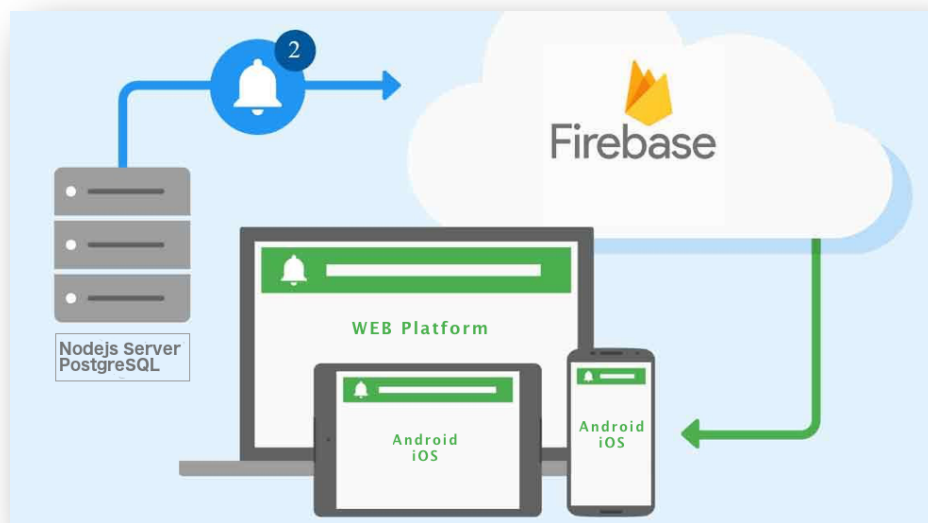 2
Firebase
WEB Platform
Nodejs Server
PostgreSQL
Android
iOS
Android
iOS